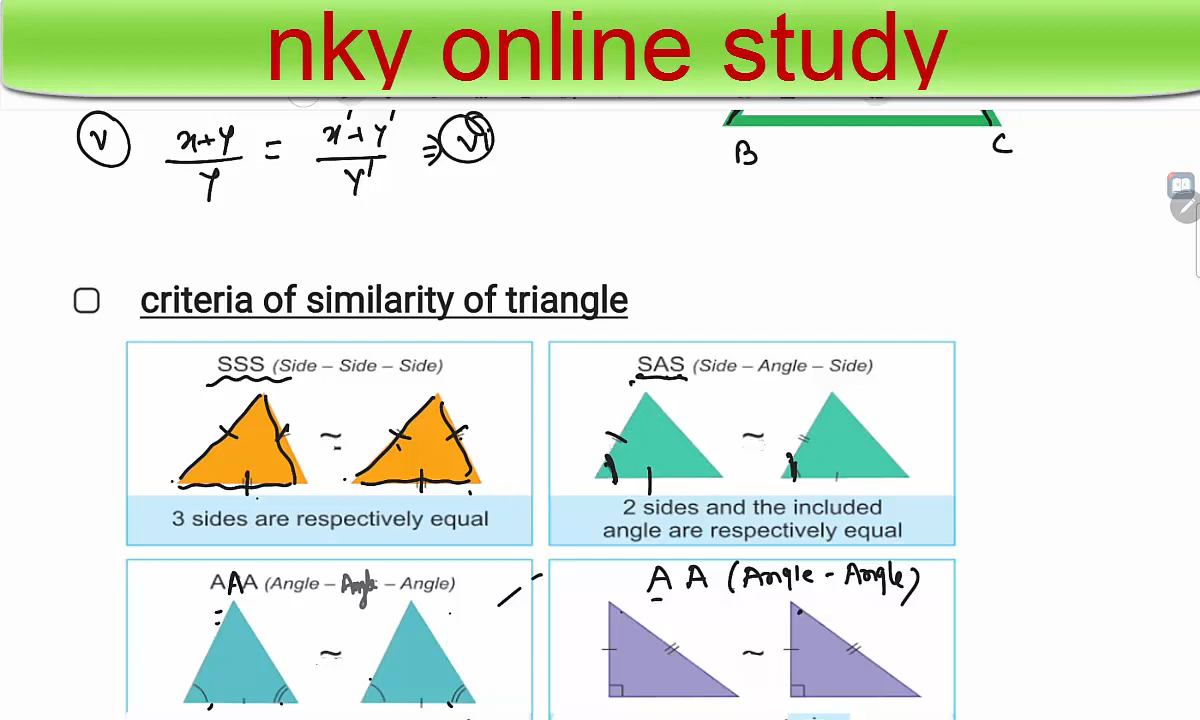 nky online study
V x+y / y = x'+y' / y' ⇒ vi
B C
criteria of similarity of triangle
SSS (Side – Side – Side) SAS (Side – Angle – Side)
~ ~
3 sides are respectively equal
2 sides and the included
angle are respectively equal
AAA (Angle – Angle – Angle) A A (Angle - Angle)
~ ~